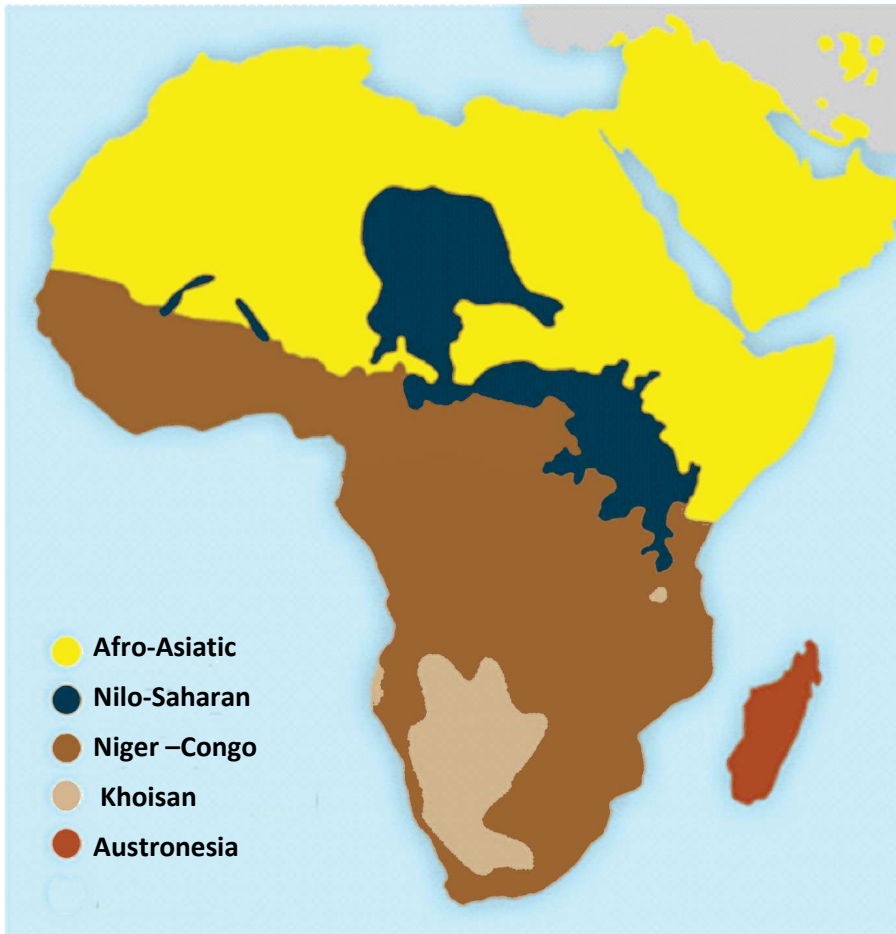 Afro-Asiatic
Nilo-Saharan
Niger –Congo
Khoisan
Austronesia